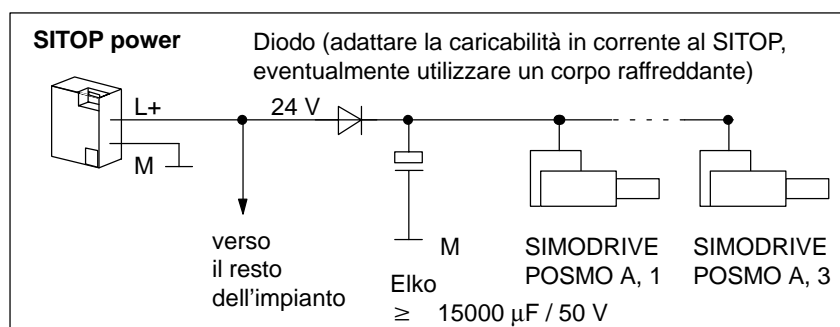 SITOP power
Diodo (adattare la caricabilità in corrente al SITOP,
eventualmente utilizzare un corpo raffreddante)
L+
24 V
M
verso
il resto
dell'impianto
M
Elko
≥ 15000 µF / 50 V
SIMODRIVE
POSMO A, 1
SIMODRIVE
POSMO A, 3